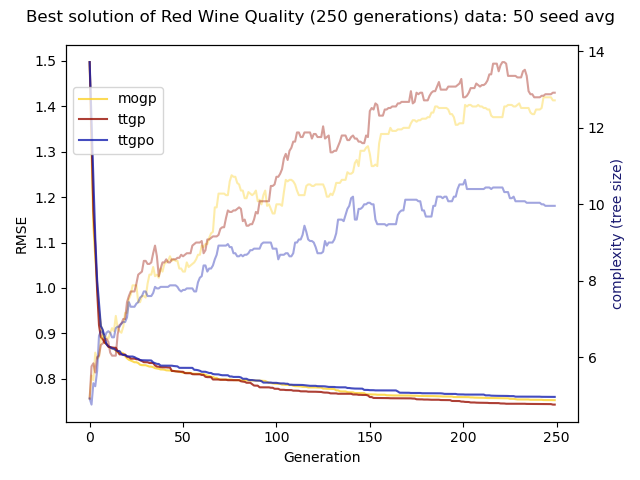 Best solution of Red Wine Quality (250 generations) data: 50 seed avg
1.5
1.4
1.3
1.2
1.1
1.0
0.9
0.8
RMSE
mogp
ttgp
ttgpo
14
12
10
8
6
complexity (tree size)
0 50 100 150 200 250
Generation